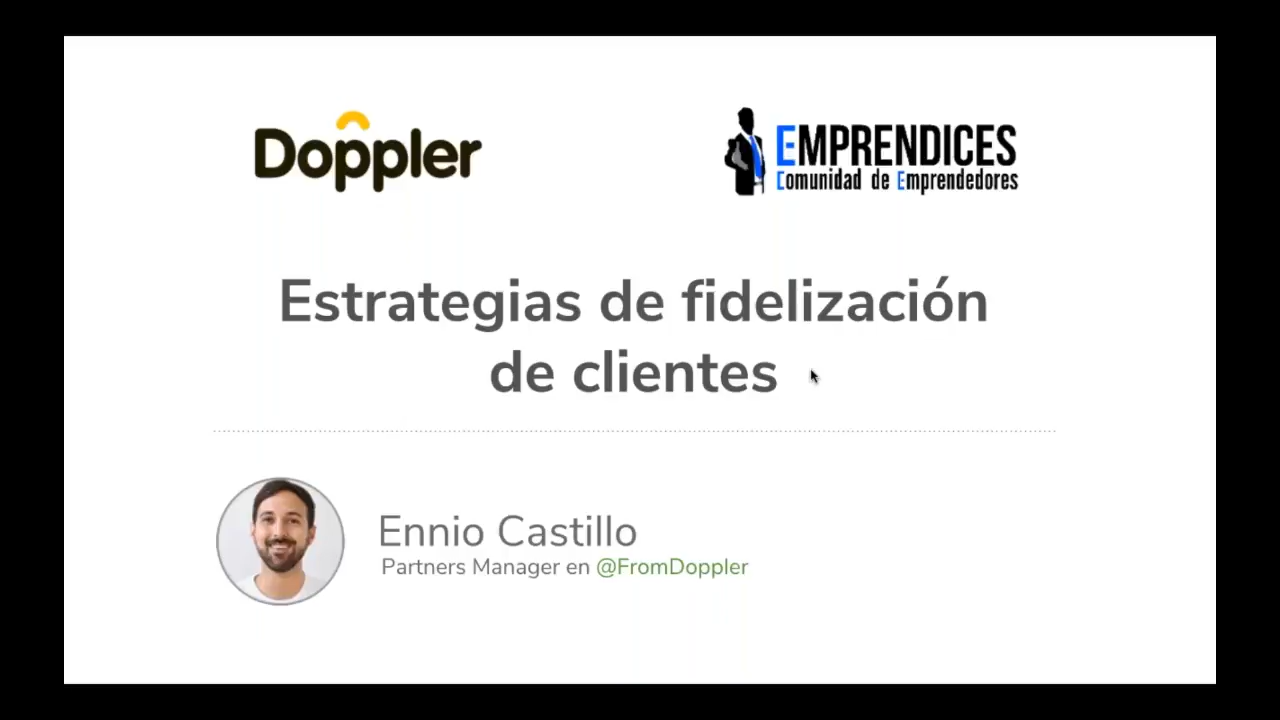 Doppler
EMPRENDICES
Comunidad de Emprendedores
Estrategias de fidelización
de clientes
Ennio Castillo
Partners Manager en @FromDoppler